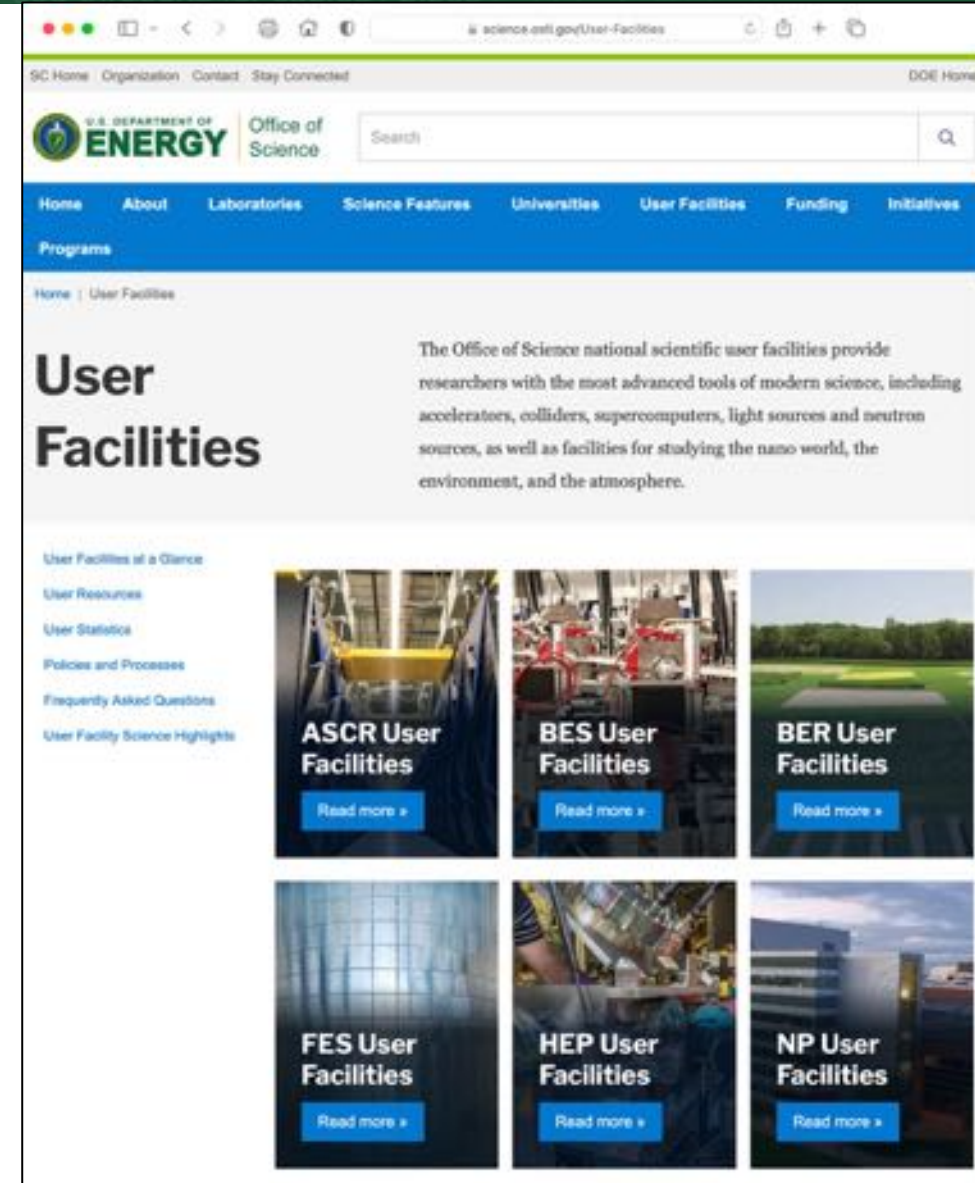 science.osti.gov/User-Facilities
SC Home Organization Contact Stay Connected DOE Home
U.S. DEPARTMENT OF
ENERGY
Office of
Science
Search
Home About Laboratories Science Features Universities User Facilities Funding Initiatives
Programs
Home | User Facilities
User
Facilities
The Office of Science national scientific user facilities provide
researchers with the most advanced tools of modern science, including
accelerators, colliders, supercomputers, light sources and neutron
sources, as well as facilities for studying the nano world, the
environment, and the atmosphere.
User Facilities at a Glance
User Resources
User Statistics
Policies and Processes
Frequently Asked Questions
User Facility Science Highlights
ASCR User
Facilities
Read more »
BES User
Facilities
Read more »
BER User
Facilities
Read more »
FES User
Facilities
Read more »
HEP User
Facilities
Read more »
NP User
Facilities
Read more »